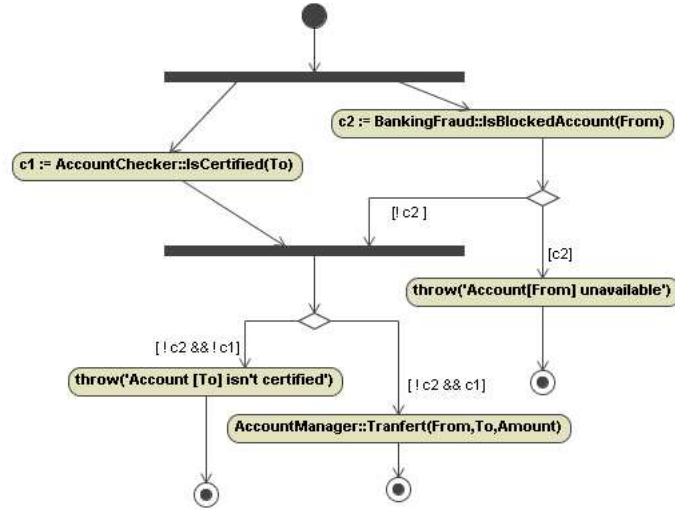 c2 := BankingFraud::IsBlockedAccount(From)
c1 := AccountChecker::IsCertified(To)
[! c2 ]
[c2]
throw('Account[From] unavailable')
[ ! c2 && ! c1]
throw('Account [To] isn't certified')
[ ! c2 && c1]
AccountManager::Tranfert(From,To,Amount)